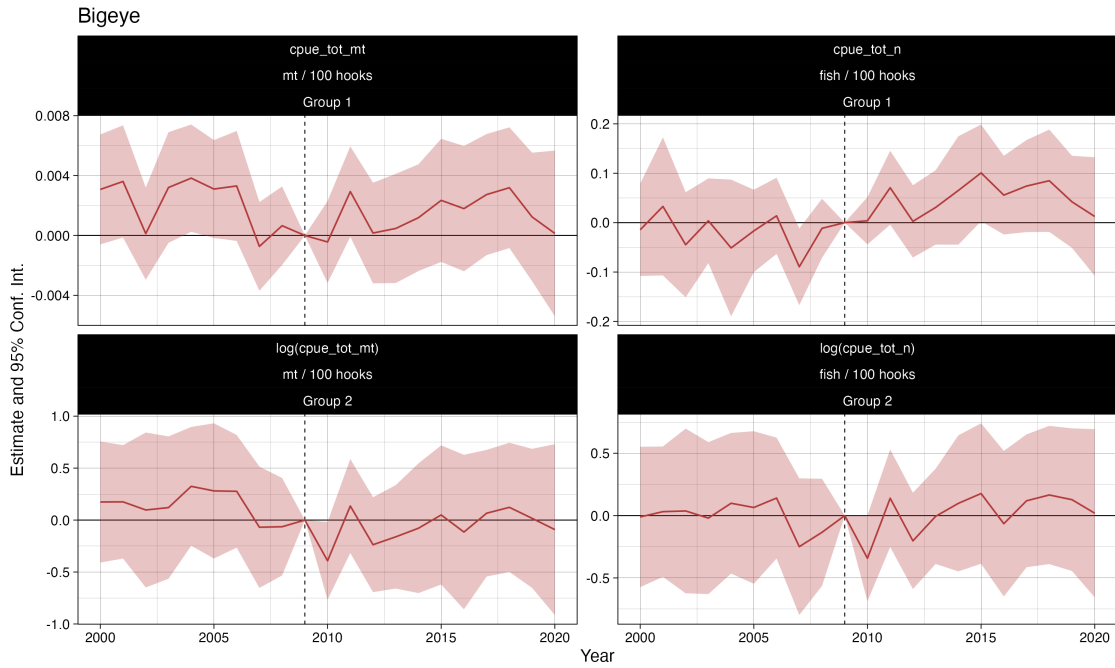 Bigeye
cpue_tot_mt
mt / 100 hooks
Group 1
cpue_tot_n
fish / 100 hooks
Group 1
0.008
0.004
0.000
-0.004
0.2
0.1
0.0
-0.1
-0.2
log(cpue_tot_mt)
mt / 100 hooks
Group 2
log(cpue_tot_n)
fish / 100 hooks
Group 2
1.0
0.5
0.0
-0.5
-1.0
0.5
0.0
-0.5
2000 2005 2010 2015 2020
2000 2005 2010 2015 2020
Year
Estimate and 95% Conf. Int.